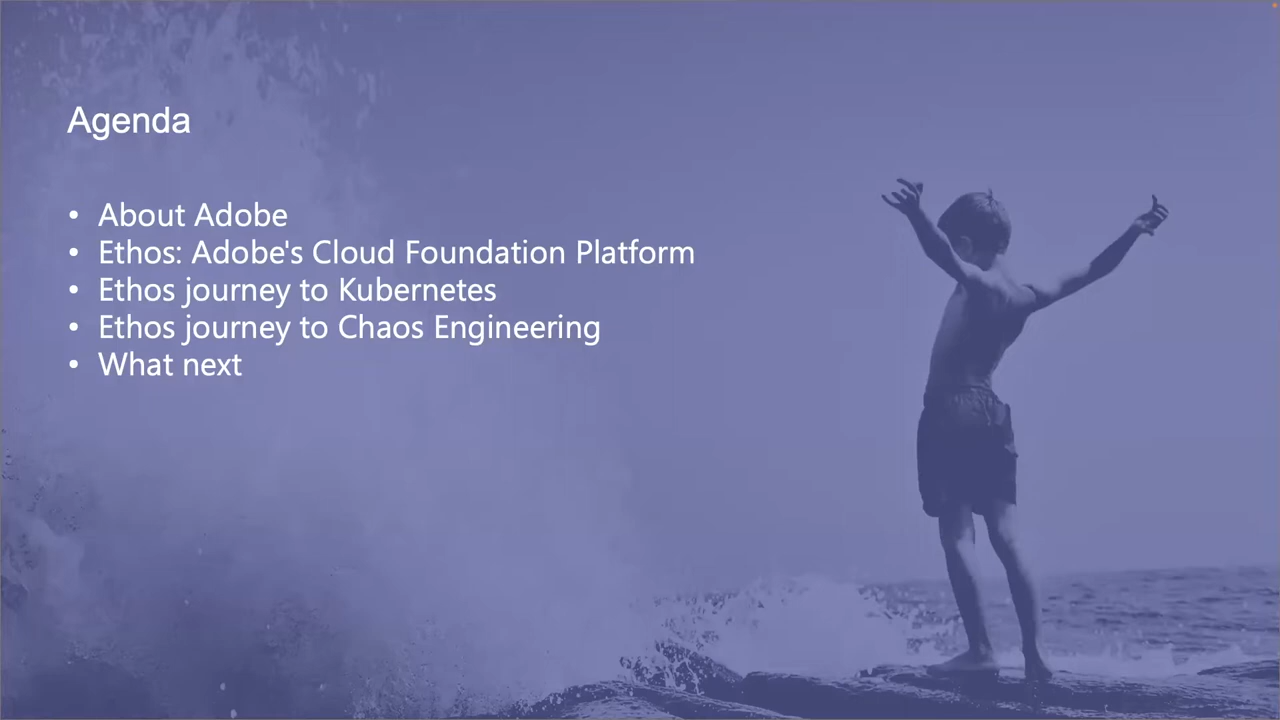 Agenda
• About Adobe
• Ethos: Adobe's Cloud Foundation Platform
• Ethos journey to Kubernetes
• Ethos journey to Chaos Engineering
• What next